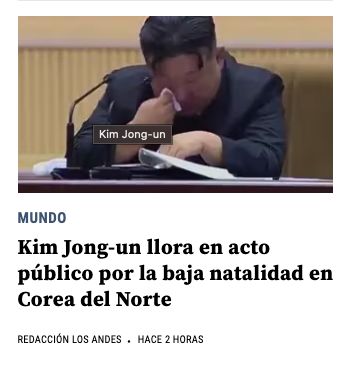 Kim Jong-un
MUNDO
Kim Jong-un llora en acto
público por la baja natalidad en
Corea del Norte
REDACCIÓN LOS ANDES . HACE 2 HORAS